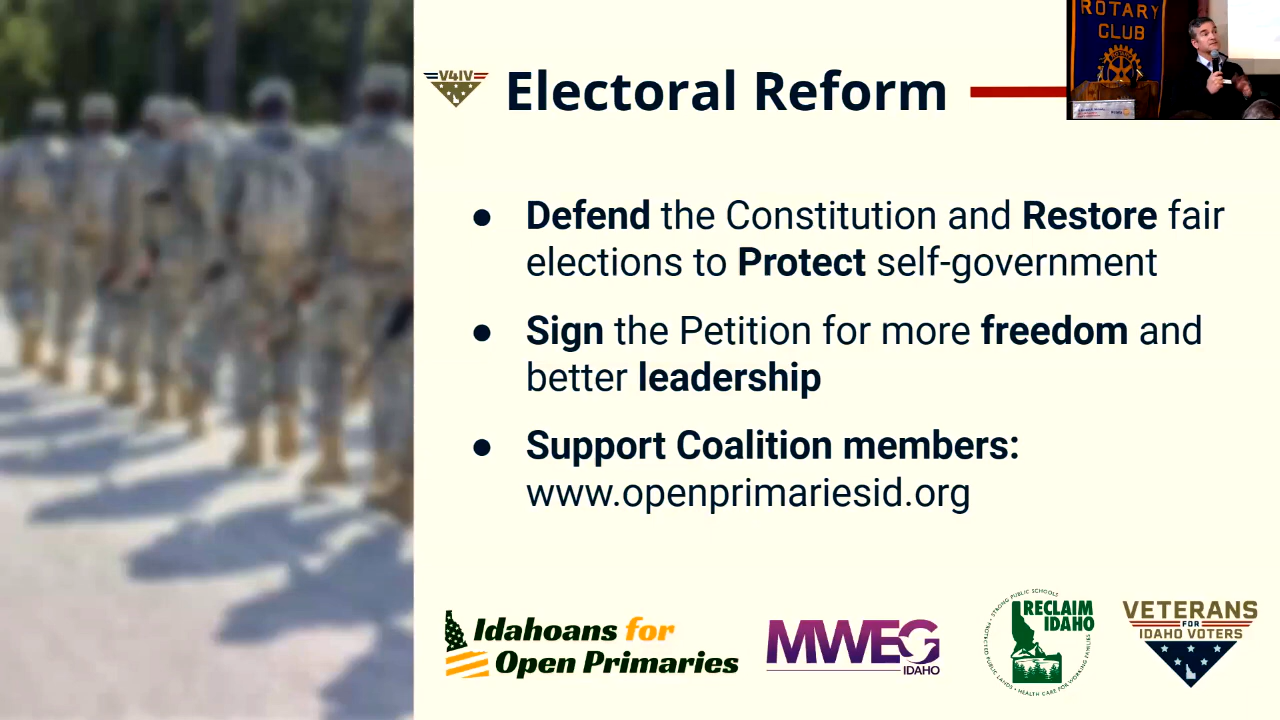 ROTARY
CLUB
V4IV
Electoral Reform
● Defend the Constitution and Restore fair
elections to Protect self-government
● Sign the Petition for more freedom and
better leadership
● Support Coalition members:
www.openprimariesid.org
Idahoans for
Open Primaries
MWEG
IDAHO
STRONG PUBLIC SCHOOLS
PROTECTED PUBLIC LANDS • HEALTH CARE FOR WORKING FAMILIES
RECLAIM
IDAHO
VETERANS
FOR
IDAHO VOTERS